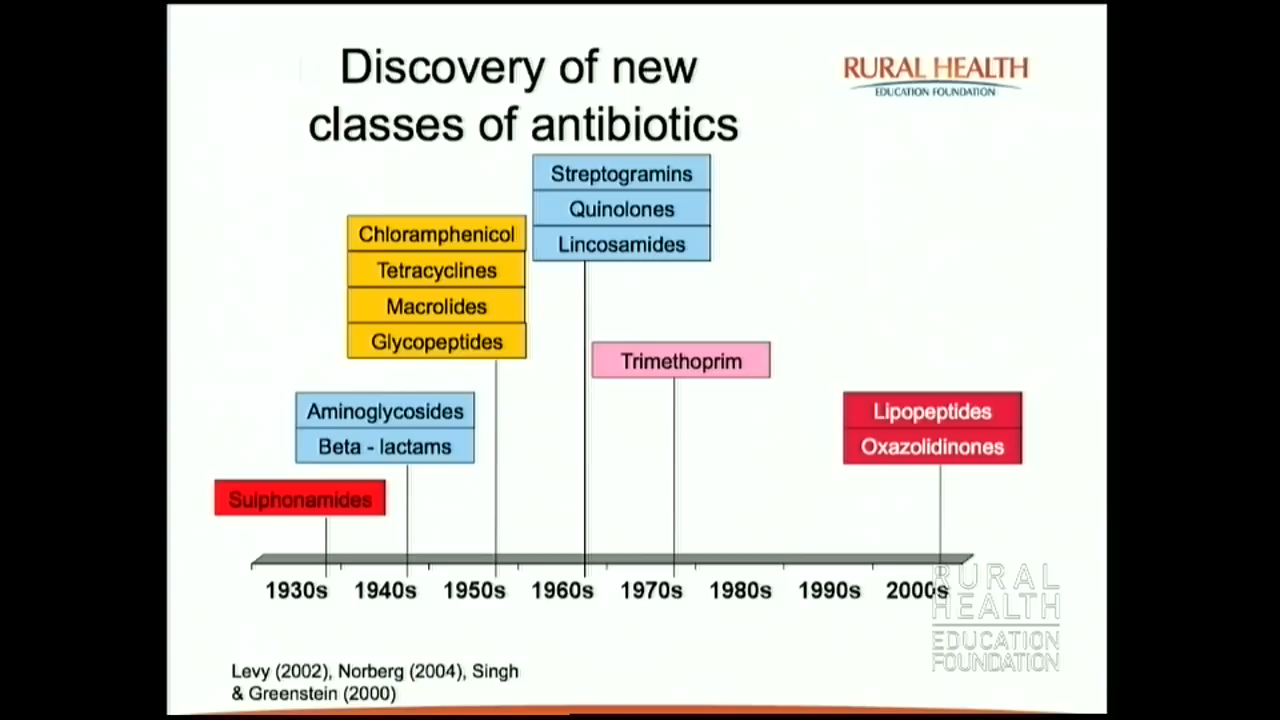 Discovery of new
classes of antibiotics
RURAL HEALTH
EDUCATION FOUNDATION
Streptogramins
Quinolones
Lincosamides
Chloramphenicol
Tetracyclines
Macrolides
Glycopeptides
Trimethoprim
Aminoglycosides
Beta - lactams
Lipopeptides
Oxazolidinones
Sulphonamides
1930s 1940s 1950s 1960s 1970s 1980s 1990s 2000s
RURAL
HEALTH
EDUCATION
FOUNDATION
Levy (2002), Norberg (2004), Singh
& Greenstein (2000)